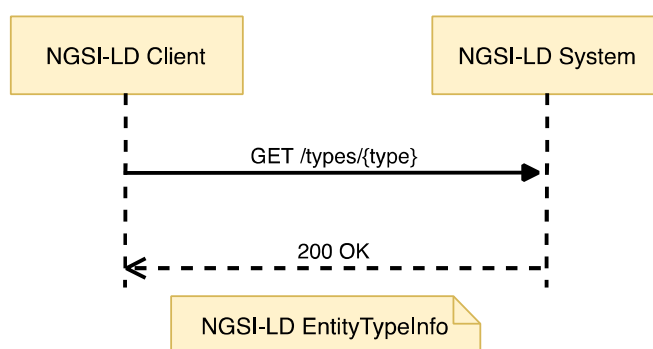 NGSI-LD Client
NGSI-LD System
GET /types/{type}
200 OK
NGSI-LD EntityTypeInfo